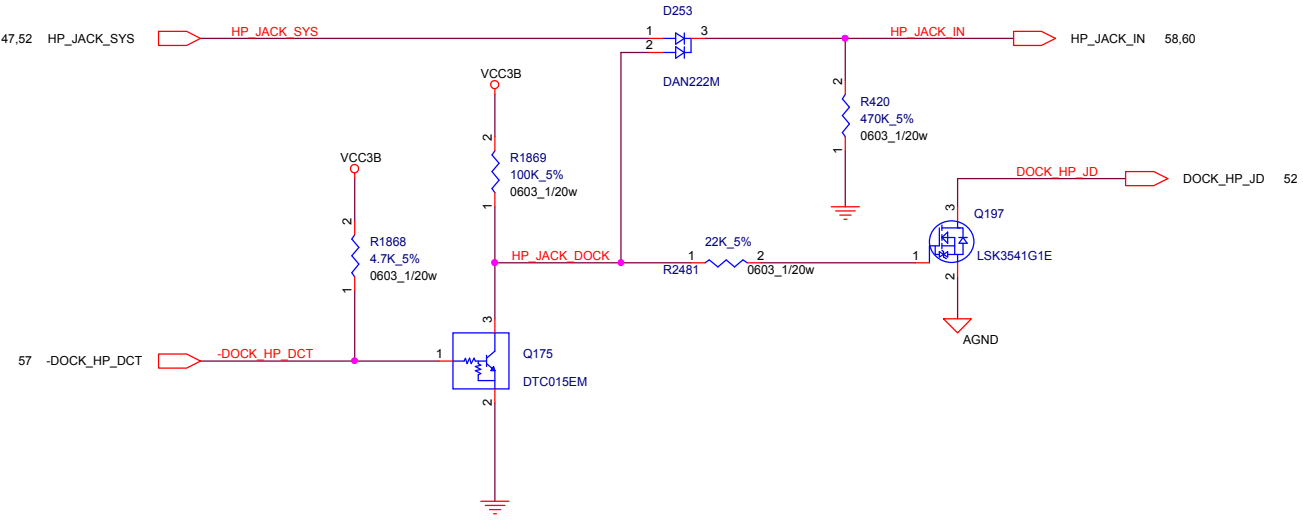 D253
47,52 HP_JACK_SYS
HP_JACK_SYS
1
2
3
HP_JACK_IN
HP_JACK_IN 58,60
DAN222M
VCC3B
2
R1869
100K_5%
0603_1/20w
1
2
R420
470K_5%
0603_1/20w
1
VCC3B
2
R1868
4.7K_5%
0603_1/20w
1
DOCK_HP_JD
DOCK_HP_JD 52
3
Q197
LSK3541G1E
1
2
AGND
HP_JACK_DOCK
22K_5%
1
2
R2481
0603_1/20w
57 -DOCK_HP_DCT
-DOCK_HP_DCT
1
3
Q175
DTC015EM
2